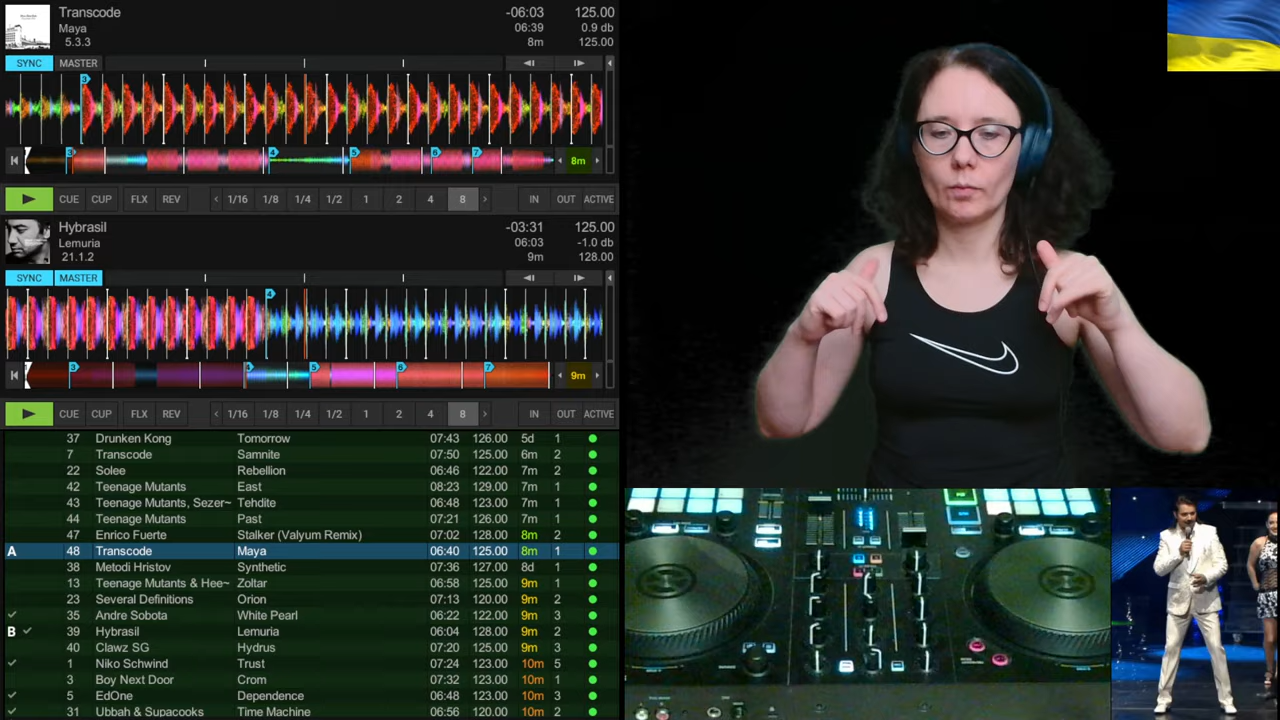 Transcode -06:03 125.00
Maya 06:39 0.9 db
5.3.3 8m 125.00
SYNC MASTER
3
3 4 5 6 7 8m
CUE CUP FLX REV 1/16 1/8 1/4 1/2 1 2 4 8 IN OUT ACTIVE
Hybrasil -03:31 125.00
Lemuria 06:03 -1.0 db
21.1.2 9m 128.00
SYNC MASTER
4
3 4 5 6 7 9m
CUE CUP FLX REV 1/16 1/8 1/4 1/2 1 2 4 8 IN OUT ACTIVE
37 Drunken Kong Tomorrow 07:43 126.00 5d 1
7 Transcode Samnite 07:50 125.00 6m 2
22 Solee Rebellion 06:46 122.00 7m 2
42 Teenage Mutants East 08:23 129.00 7m 1
43 Teenage Mutants, Sezer~ Tehdite 06:48 123.00 7m 1
44 Teenage Mutants Past 07:21 126.00 7m 1
47 Enrico Fuerte Stalker (Valyum Remix) 07:02 128.00 8m 2
A 48 Transcode Maya 06:40 125.00 8m 1
38 Metodi Hristov Synthetic 07:36 127.00 8d 1
13 Teenage Mutants & Hee~ Zoltar 06:58 125.00 9m 1
23 Several Definitions Orion 07:13 120.00 9m 2
35 Andre Sobota White Pearl 06:22 122.00 9m 3
B 39 Hybrasil Lemuria 06:04 128.00 9m 2
40 Clawz SG Hydrus 07:20 125.00 9m 3
1 Niko Schwind Trust 07:24 123.00 10m 5
3 Boy Next Door Crom 07:32 123.00 10m 1
5 EdOne Dependence 06:48 123.00 10m 3
31 Ubbah & Supacooks Time Machine 06:56 120.00 10m 2